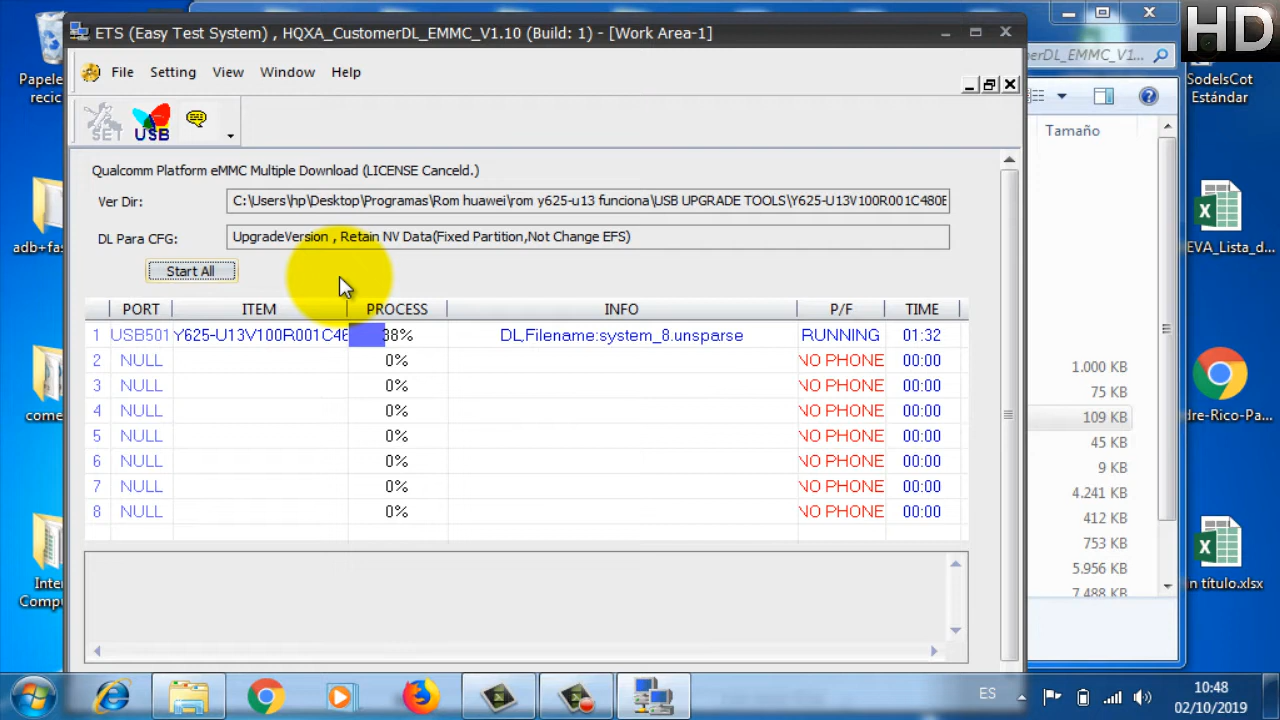 ETS (Easy Test System) , HQXA_CustomerDL_EMMC_V1.10 (Build: 1) - [Work Area-1]
HD
Papele
recic
erDL_EMMC_V1...
SodelsCot
Estándar
File Setting View Window Help
SET USB
Tamaño
Qualcomm Platform eMMC Multiple Download (LICENSE Canceld.)
Ver Dir: C:\Users\hp\Desktop\Programas\Rom huawei\rom y625-u13 funciona\USB UPGRADE TOOLS\Y625-U13V100R001C480B
DL Para CFG: UpgradeVersion , Retain NV Data(Fixed Partition,Not Change EFS)
adb+fas
EVA_Lista_d...
Start All
PORT ITEM PROCESS INFO P/F TIME
1 USB501 Y625-U13V100R001C48 38% DL,Filename:system_8.unsparse RUNNING 01:32
2 NULL 0% NO PHONE 00:00
3 NULL 0% NO PHONE 00:00
4 NULL 0% NO PHONE 00:00
5 NULL 0% NO PHONE 00:00
6 NULL 0% NO PHONE 00:00
7 NULL 0% NO PHONE 00:00
8 NULL 0% NO PHONE 00:00
1.000 KB
75 KB
109 KB
45 KB
9 KB
4.241 KB
412 KB
753 KB
5.956 KB
7.488 KB
come
dre-Rico-Pa...
Inte
Compu
n título.xlsx
ES
10:48
02/10/2019